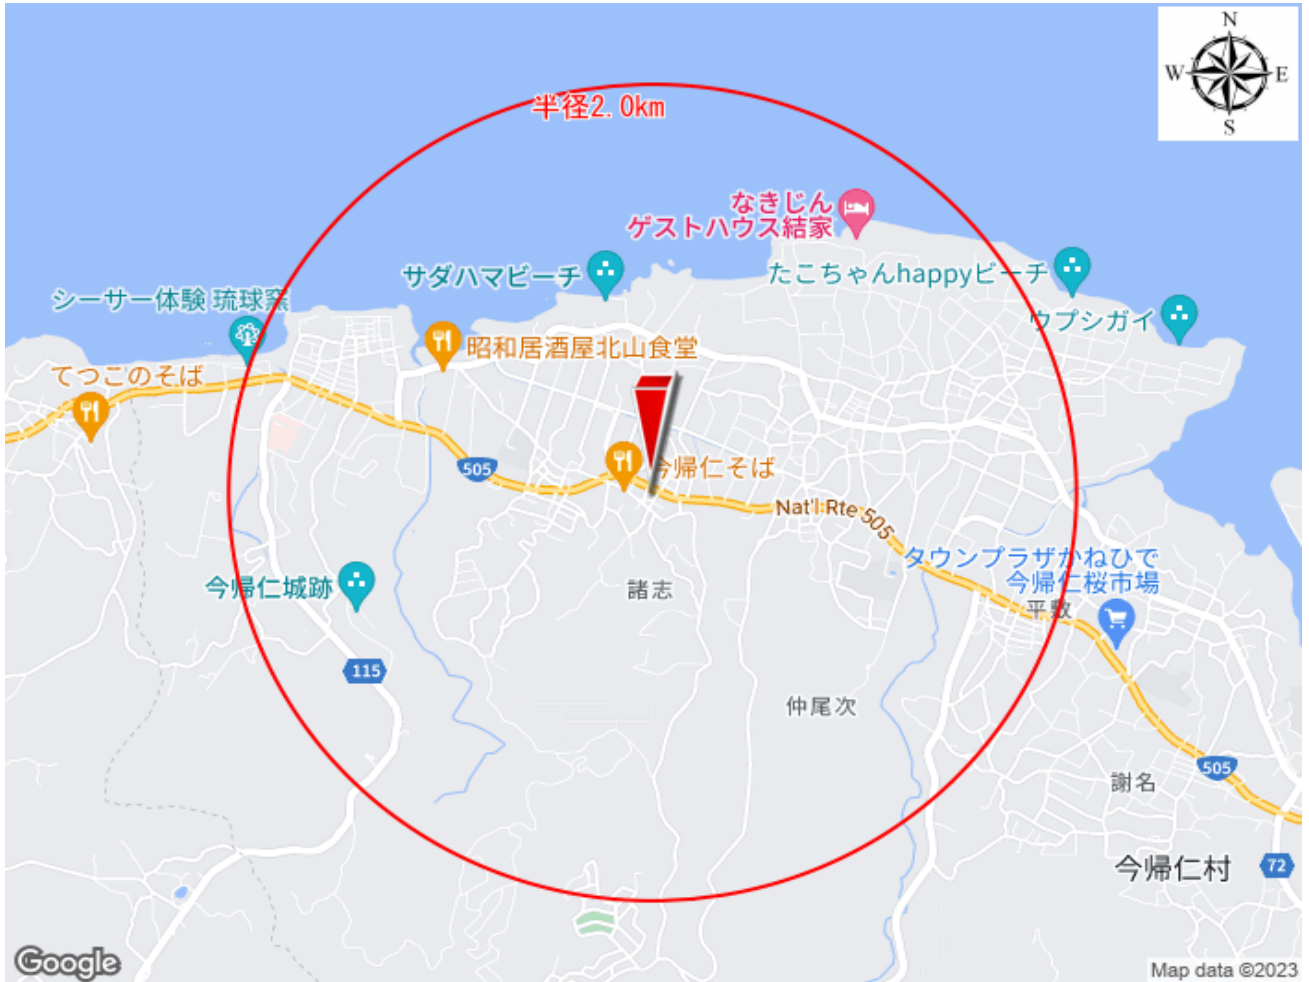 N
W
E
S
半径2.0km
なきじん
ゲストハウス結家
サダハマビーチ
たこちゃんhappyビーチ
シーサー体験 琉球窯
ウプシガイ
昭和居酒屋北山食堂
てつこのそば
505
今帰仁そば
Nat'l Rte 505
タウンプラザかねひで
今帰仁桜市場
今帰仁城跡
諸志
平敷
115
仲尾次
505
謝名
今帰仁村
72
Google
Map data ©2023